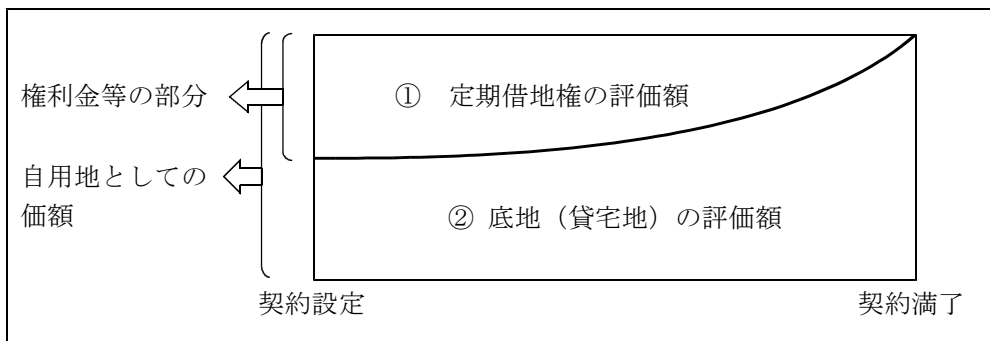 権利金等の部分
① 定期借地権の評価額
自用地としての
価額
② 底地（貸宅地）の評価額
契約設定
契約満了